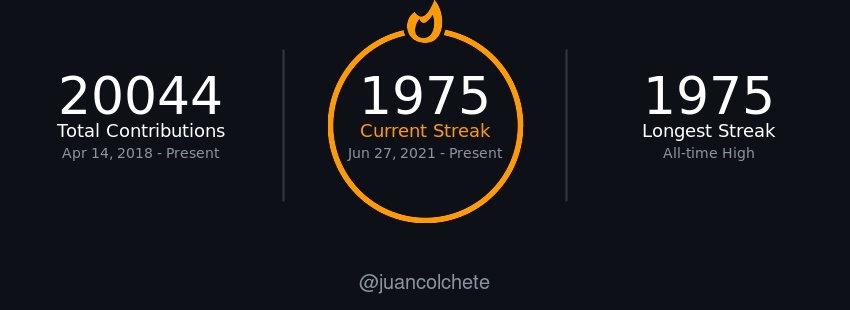 20044
Total Contributions
Apr 14, 2018 - Present
1975
Current Streak
Jun 27, 2021 - Present
1975
Longest Streak
All-time High
@juancolchete